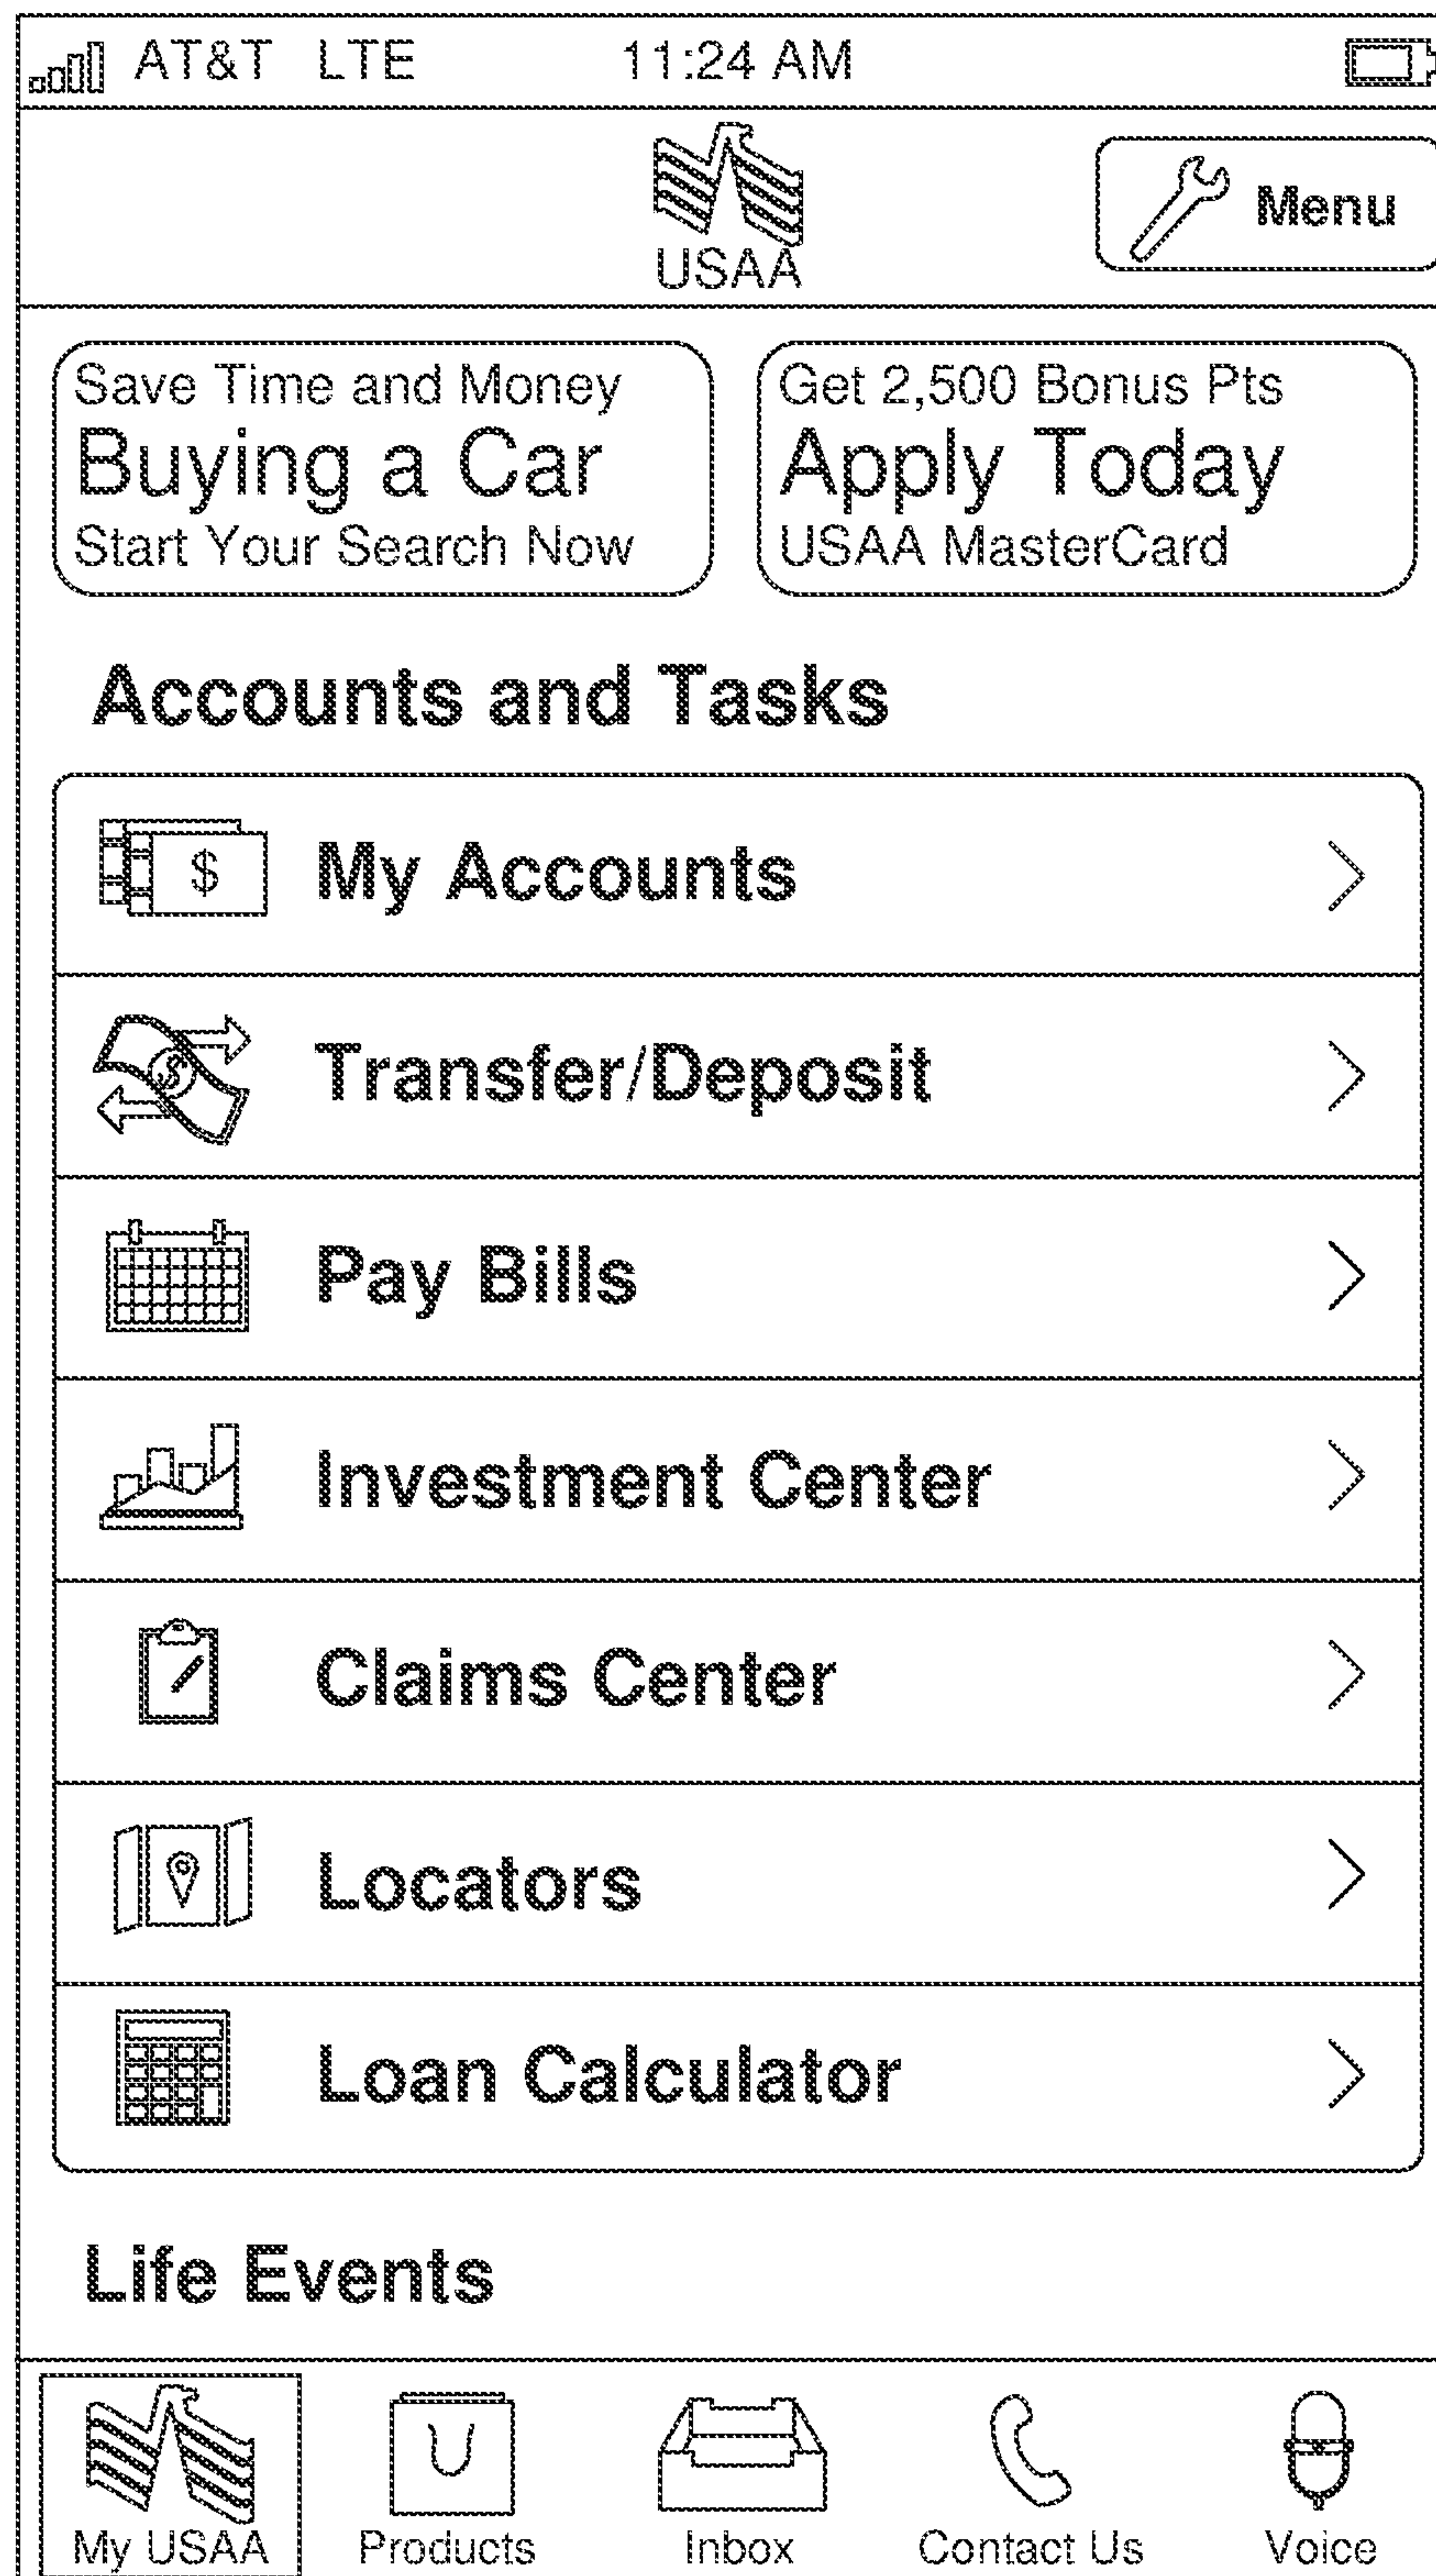 AT&T LTE 11:24 AM
USAA
Menu
Save Time and Money
Buying a Car
Start Your Search Now
Get 2,500 Bonus Pts
Apply Today
USAA MasterCard
Accounts and Tasks
$ My Accounts
$ Transfer/Deposit
Pay Bills
Investment Center
Claims Center
Locators
Loan Calculator
Life Events
My USAA Products Inbox Contact Us Voice